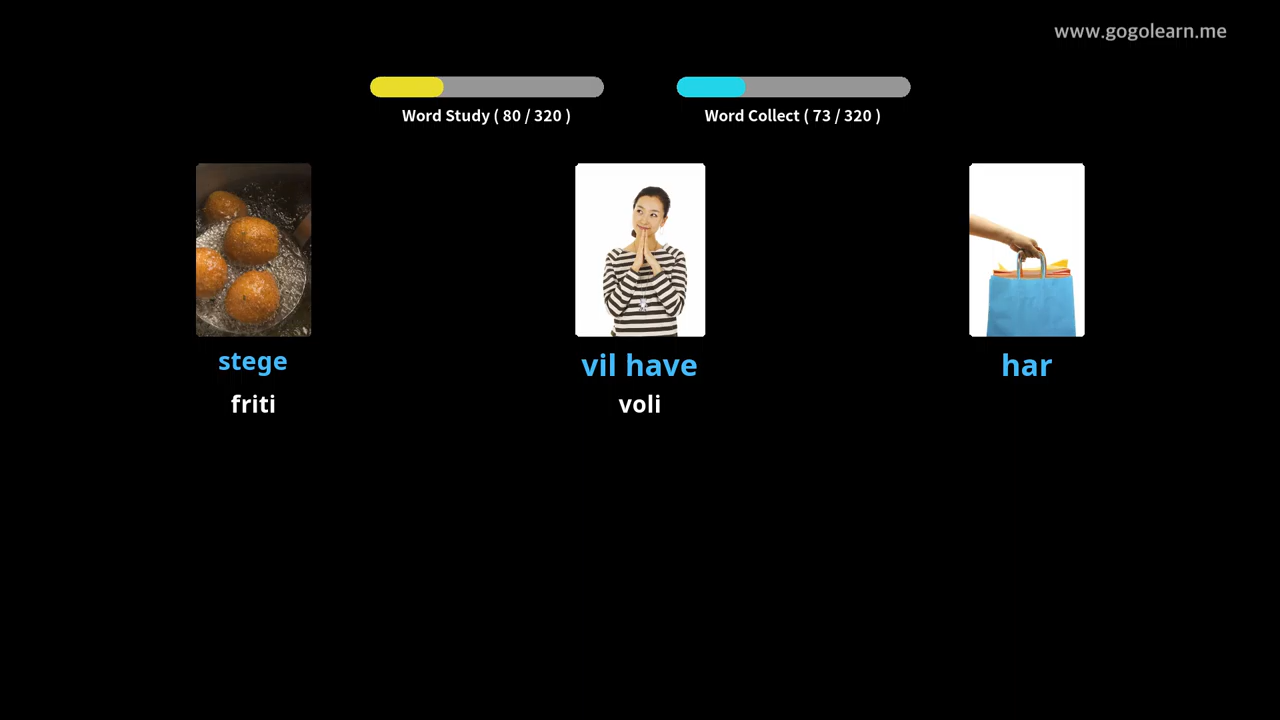 www.gogolearn.me
Word Study ( 80 / 320 )
Word Collect ( 73 / 320 )
stege
friti
vil have
voli
har